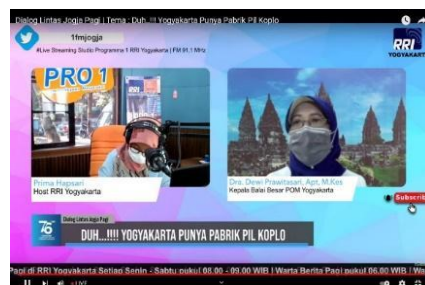 Dialog Lintas Jogja Pagi | Tema : Duh..!!! Yogyakarta Punya Pabrik Pil Koplo
1fmjogja
#Live Streaming Studio Programma 1 RRI Yogyakarta | FM 91,1 MHz
RRI
YOGYAKARTA
PRO 1
Prima Hapsari
Host RRI Yogyakarta
Dra. Dewi Prawitasari, Apt, M.Kes
Kepala Balai Besar POM Yogyakarta
Subscrib
Dialog Lintas Jogja Pagi
DUH...!!!! YOGYAKARTA PUNYA PABRIK PIL KOPLO
Pagi di RRI Yogyakarta Setiap Senin - Sabtu pukul 08.00 - 09.00 WIB | Warta Berita Pagi pukul 06.00 WIB | Wa
LIVE